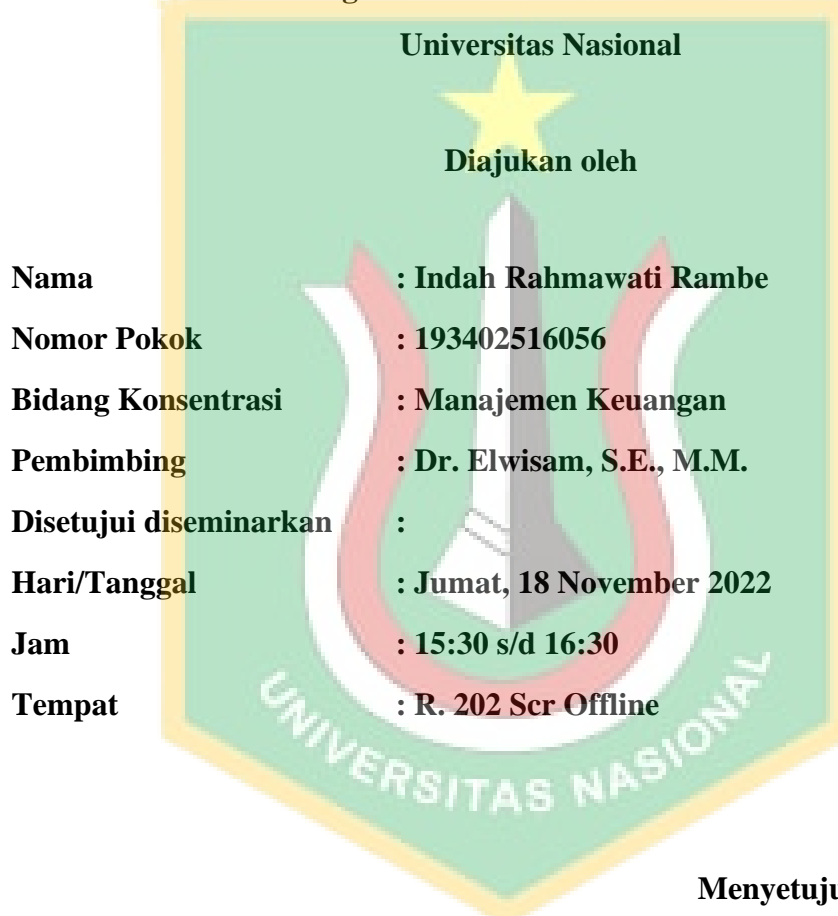 Universitas Nasional
Diajukan oleh
Nama : Indah Rahmawati Rambe
Nomor Pokok : 193402516056
Bidang Konsentrasi : Manajemen Keuangan
Pembimbing : Dr. Elwisam, S.E., M.M.
Disetujui diseminarkan :
Hari/Tanggal : Jumat, 18 November 2022
Jam : 15:30 s/d 16:30
Tempat : R. 202 Scr Offline
UNIVERSITAS NASIONAL